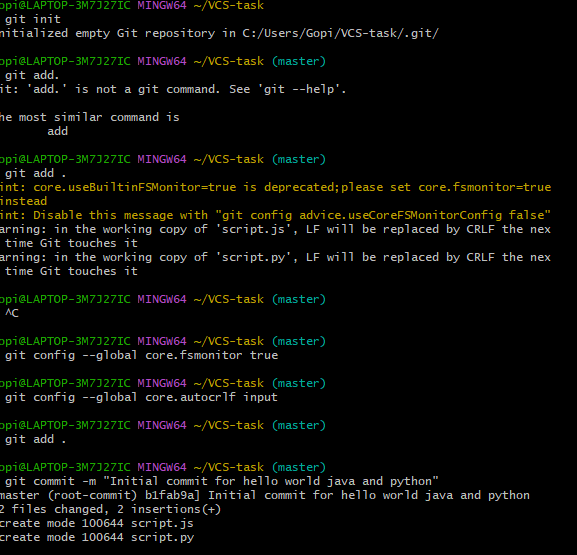 opi@LAPTOP-3M7J27IC MINGW64 ~/VCS-task
git init
nitialized empty Git repository in C:/Users/Gopi/VCS-task/.git/
opi@LAPTOP-3M7J27IC MINGW64 ~/VCS-task (master)
git add.
it: 'add.' is not a git command. See 'git --help'.
he most similar command is
add
opi@LAPTOP-3M7J27IC MINGW64 ~/VCS-task (master)
git add .
int: core.useBuiltinFSMonitor=true is deprecated;please set core.fsmonitor=true
instead
int: Disable this message with "git config advice.useCoreFSMonitorConfig false"
arning: in the working copy of 'script.js', LF will be replaced by CRLF the nex
time Git touches it
arning: in the working copy of 'script.py', LF will be replaced by CRLF the nex
time Git touches it
opi@LAPTOP-3M7J27IC MINGW64 ~/VCS-task (master)
^C
opi@LAPTOP-3M7J27IC MINGW64 ~/VCS-task (master)
git config --global core.fsmonitor true
opi@LAPTOP-3M7J27IC MINGW64 ~/VCS-task (master)
git config --global core.autocrlf input
opi@LAPTOP-3M7J27IC MINGW64 ~/VCS-task (master)
git add .
opi@LAPTOP-3M7J27IC MINGW64 ~/VCS-task (master)
git commit -m "Initial commit for hello world java and python"
master (root-commit) b1fab9a] Initial commit for hello world java and python
2 files changed, 2 insertions(+)
create mode 100644 script.js
create mode 100644 script.py